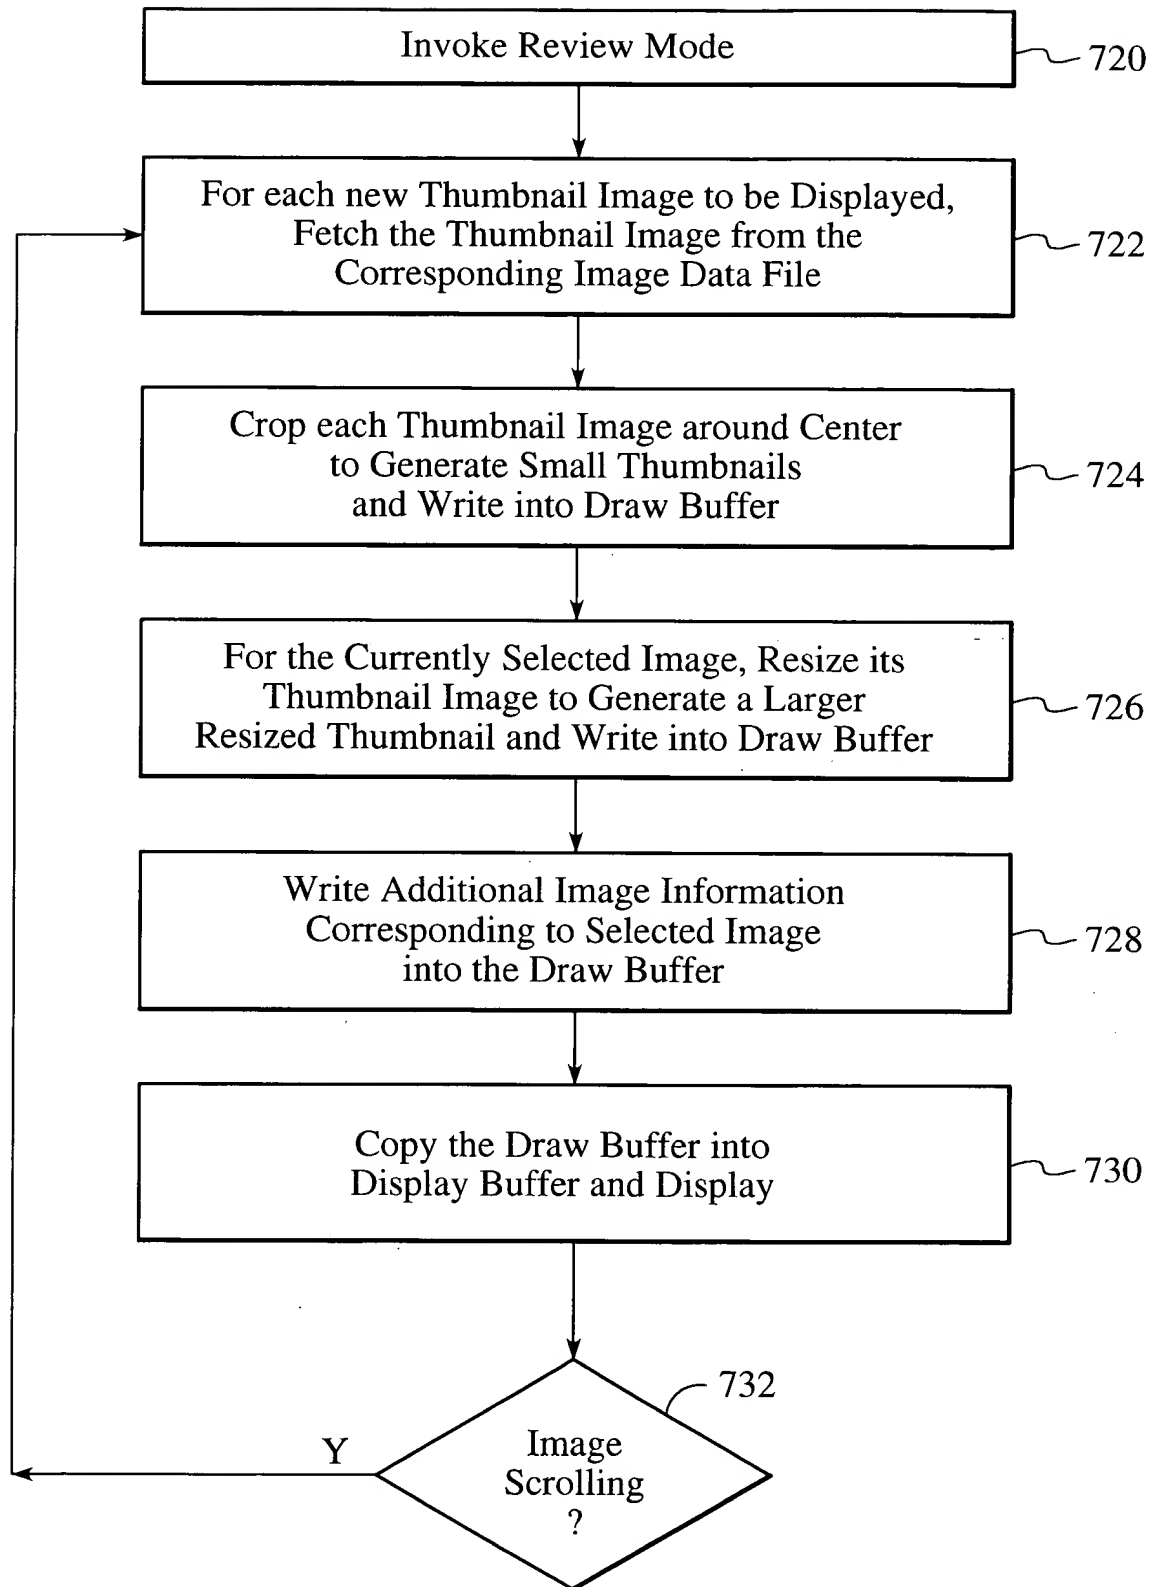 Invoke Review Mode
720
For each new Thumbnail Image to be Displayed,
Fetch the Thumbnail Image from the
Corresponding Image Data File
722
Crop each Thumbnail Image around Center
to Generate Small Thumbnails
and Write into Draw Buffer
724
For the Currently Selected Image, Resize its
Thumbnail Image to Generate a Larger
Resized Thumbnail and Write into Draw Buffer
726
Write Additional Image Information
Corresponding to Selected Image
into the Draw Buffer
728
Copy the Draw Buffer into
Display Buffer and Display
730
732
Y
Image
Scrolling
?